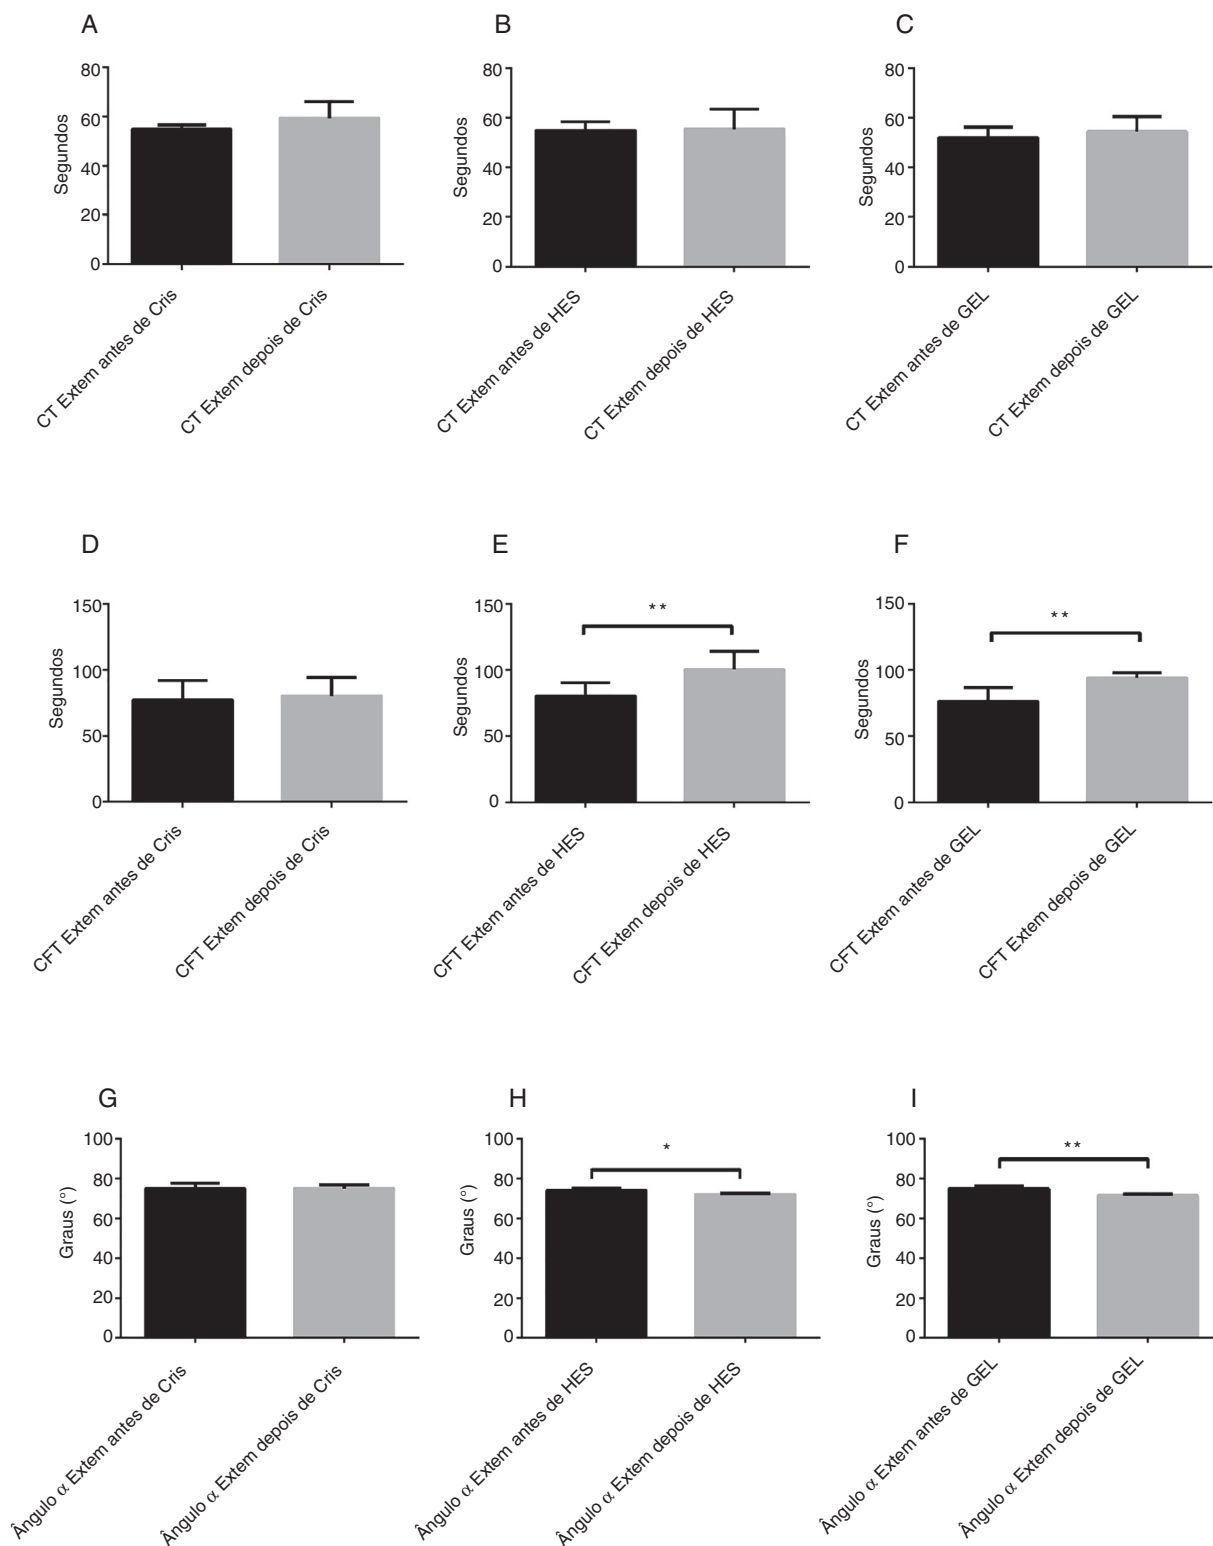 A
B
C
80
60
40
20
0
Segundos
CT Extem antes de Cris
CT Extem depois de Cris
80
60
40
20
0
Segundos
CT Extem antes de HES
CT Extem depois de HES
80
60
40
20
0
Segundos
CT Extem antes de GEL
CT Extem depois de GEL
D
E
F
150
100
50
0
Segundos
CFT Extem antes de Cris
CFT Extem depois de Cris
150
100
50
0
Segundos
**
CFT Extem antes de HES
CFT Extem depois de HES
150
100
50
0
Segundos
**
CFT Extem antes de GEL
CFT Extem depois de GEL
G
H
I
100
80
60
40
20
0
Graus (°)
Ângulo α Extem antes de Cris
Ângulo α Extem depois de Cris
100
80
60
40
20
0
Graus (°)
*
Ângulo α Extem antes de HES
Ângulo α Extem depois de HES
100
80
60
40
20
0
Graus (°)
**
Ângulo α Extem antes de GEL
Ângulo α Extem depois de GEL